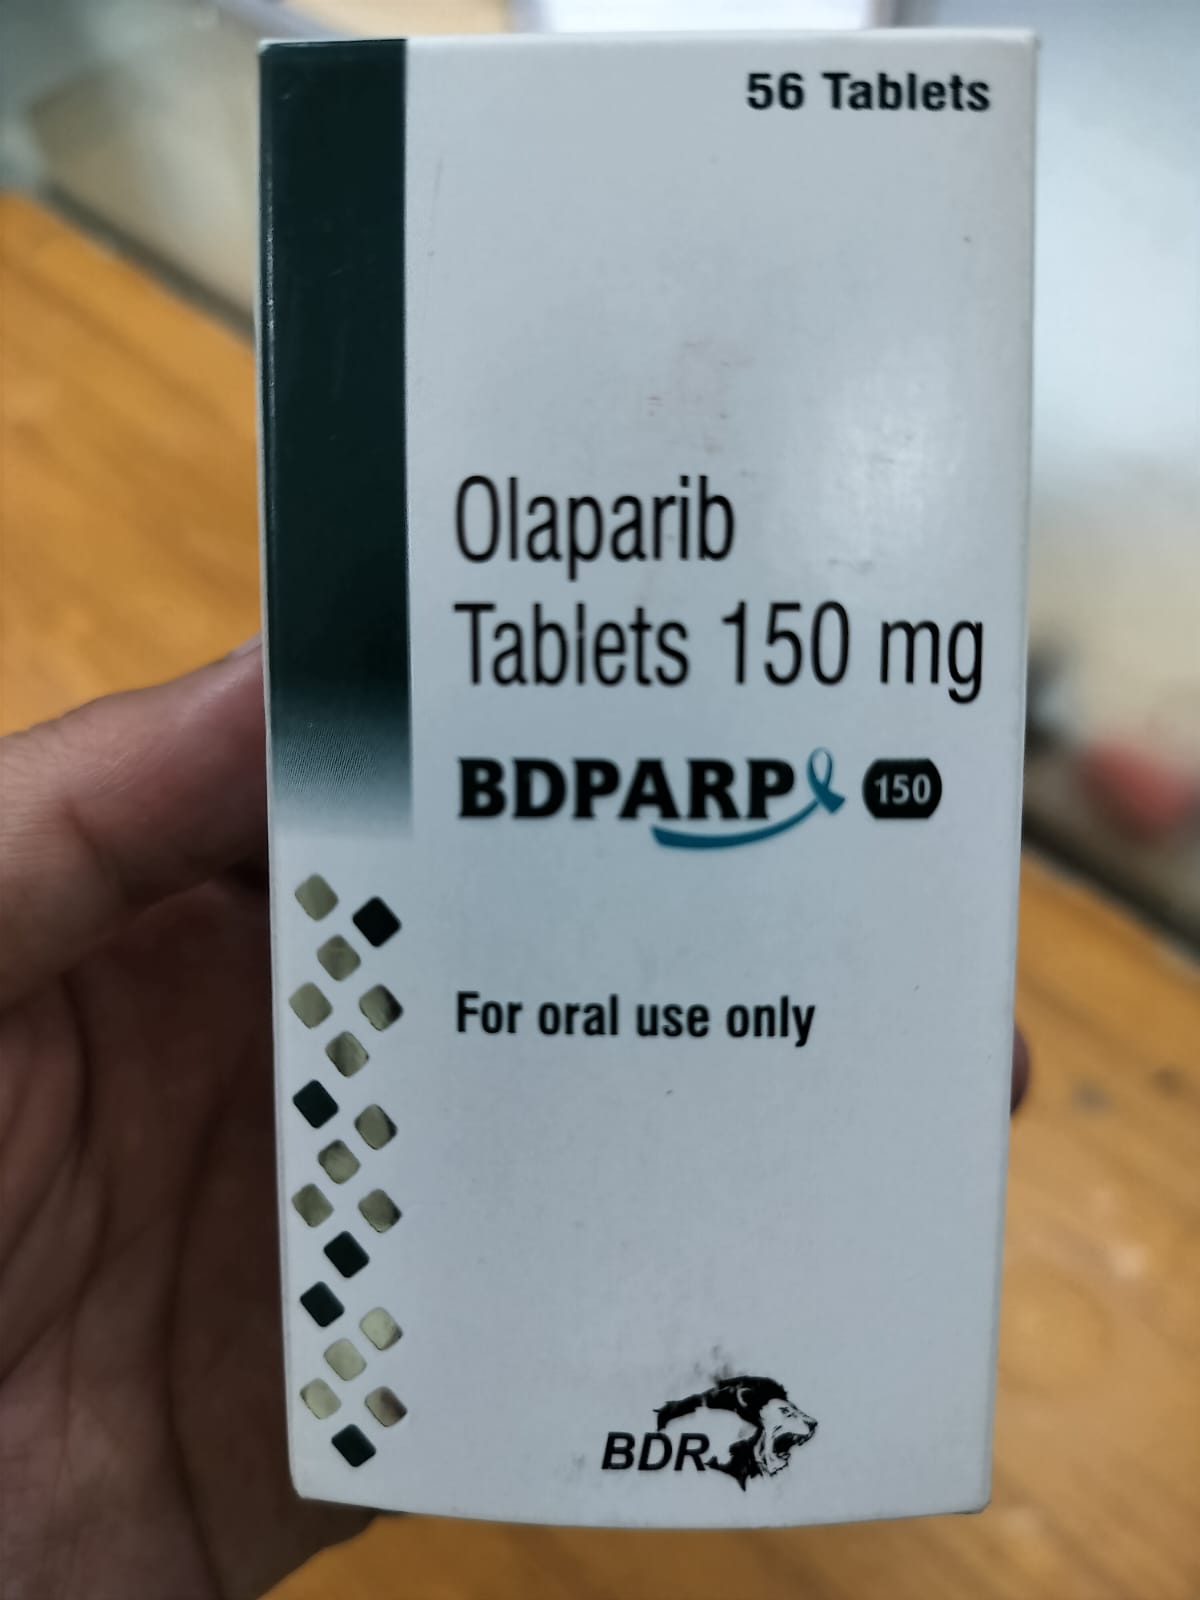 56 Tablets
Olaparib
Tablets 150 mg
BDPARP 150
For oral use only
BDR